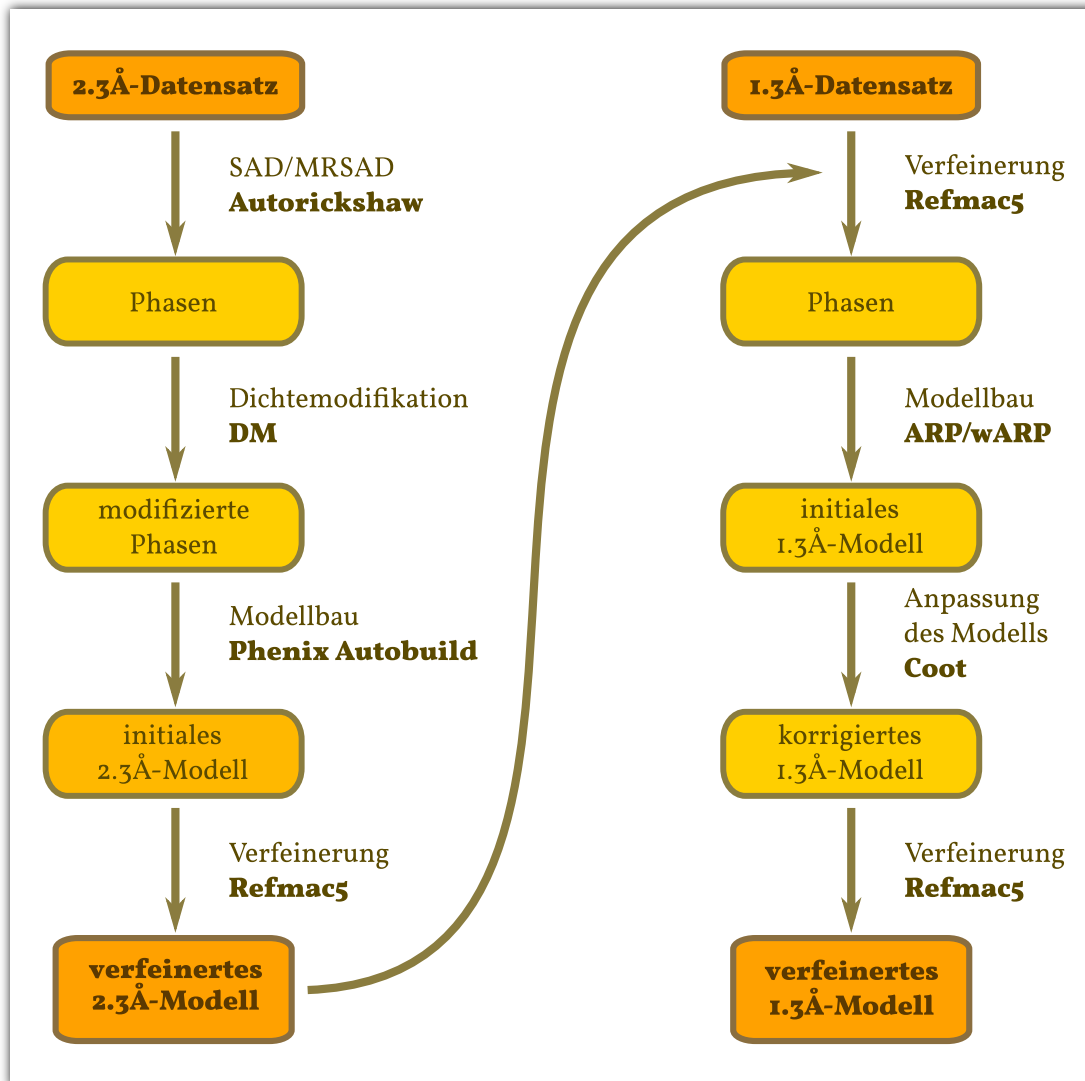 2.3Å-Datensatz
SAD/MRSAD
Autorickshaw
Phasen
Dichtemodifikation
DM
modifizierte
Phasen
Modellbau
Phenix Autobuild
initiales
2.3Å-Modell
Verfeinerung
Refmac5
verfeinertes
2.3Å-Modell
1.3Å-Datensatz
Verfeinerung
Refmac5
Phasen
Modellbau
ARP/wARP
initiales
1.3Å-Modell
Anpassung
des Modells
Coot
korrigiertes
1.3Å-Modell
Verfeinerung
Refmac5
verfeinertes
1.3Å-Modell